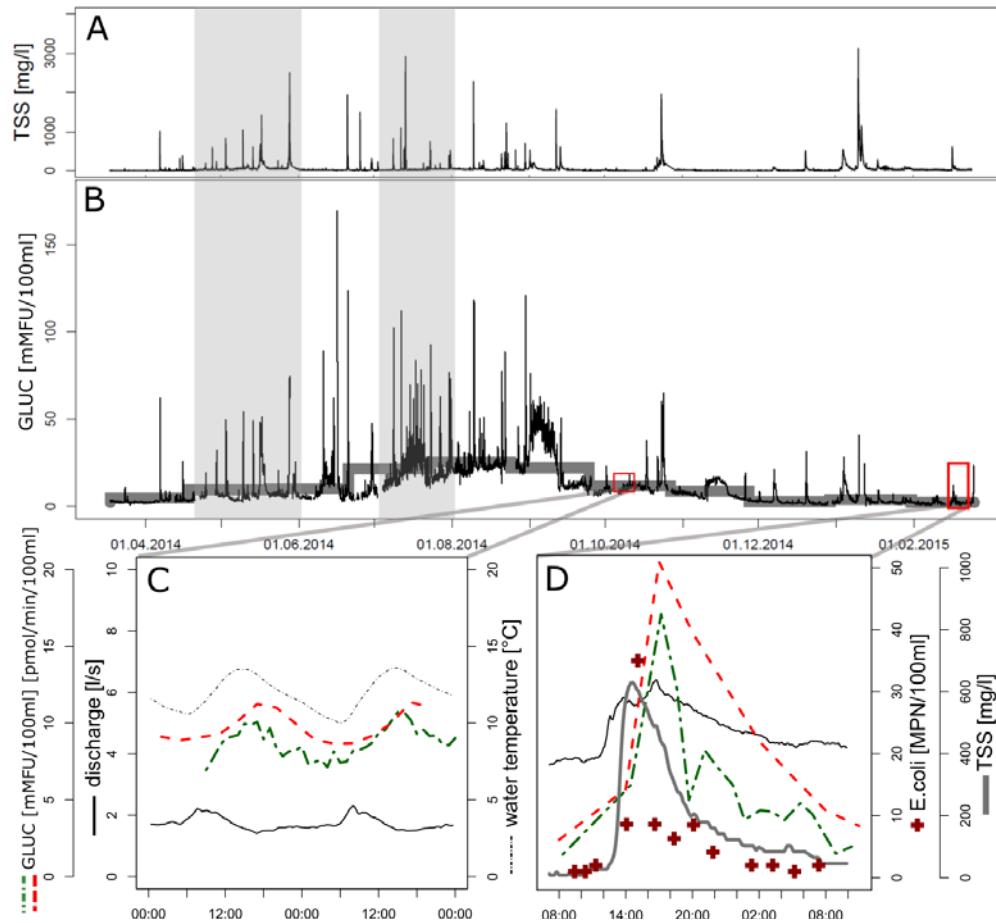 A
TSS [mg/l]
3000
1000
0
B
GLUC [mMFU/100ml]
150
100
50
0
01.04.2014 01.06.2014 01.08.2014 01.10.2014 01.12.2014 01.02.2015
C
GLUC [mMFU/100ml] [pmol/min/100ml]
20
15
10
5
0
discharge [l/s]
10
8
6
4
2
0
20
15
10
5
0
water temperature [°C]
00:00 12:00 00:00 12:00 00:00
D
50
40
30
20
10
0
E.coli [MPN/100ml]
1000
800
600
400
200
0
TSS [mg/l]
08:00 14:00 20:00 02:00 08:00